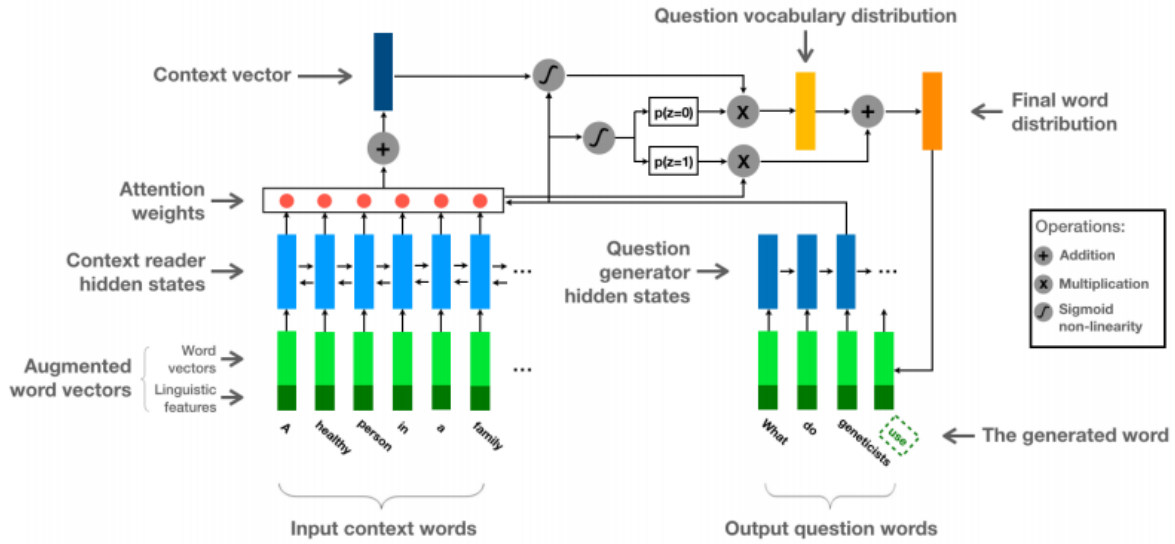 Question vocabulary distribution
Context vector
p(z=0)
Final word
distribution
p(z=1)
Attention
weights
Context reader
hidden states
...
Question
generator
hidden states
...
Operations:
+ Addition
x Multiplication
∫ Sigmoid
non-linearity
Augmented
word vectors
Word
vectors
Linguistic
features
...
...
A
healthy
person
in
a
family
What
do
geneticists
use
The generated word
Input context words
Output question words
+
∫
∫
X
X
+